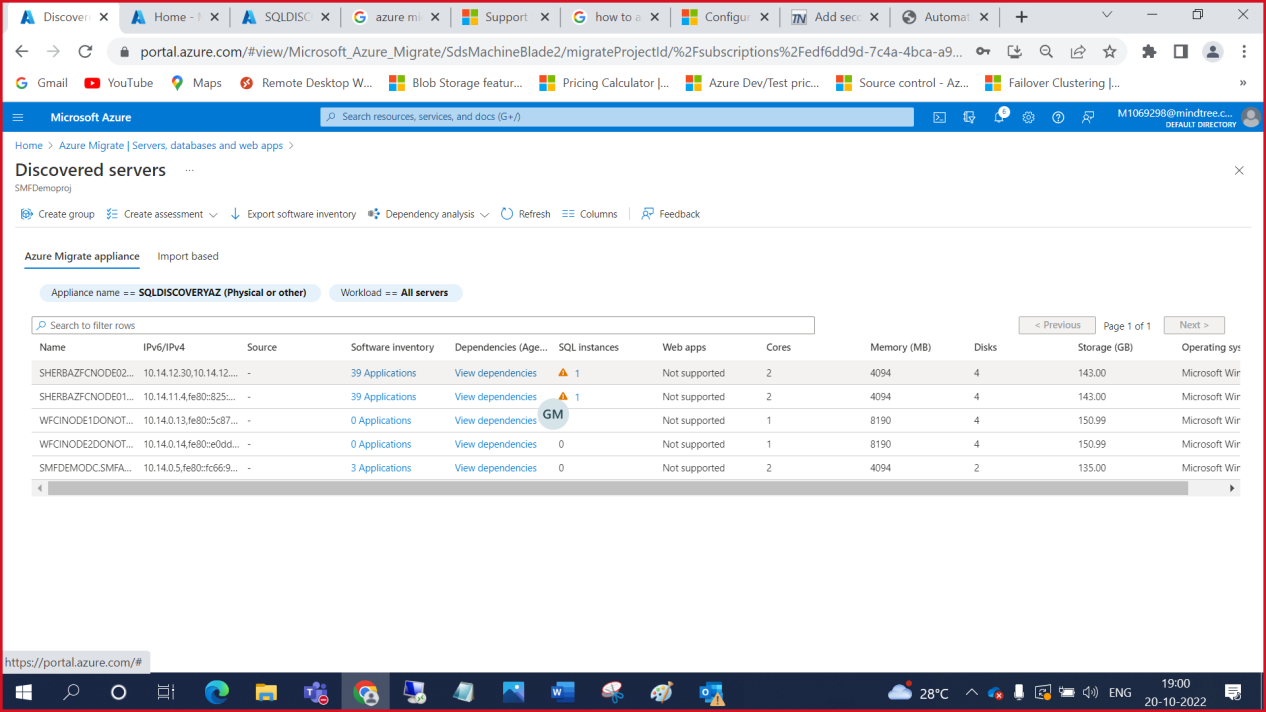 Discover
Home -
SQLDISC
azure mi
Support
how to a
Configur
Add sec
Automat
portal.azure.com/#view/Microsoft_Azure_Migrate/SdsMachineBlade2/migrateProjectId/%2Fsubscriptions%2Fedf6dd9d-7c4a-4bca-a9...
Gmail YouTube Maps Remote Desktop W... Blob Storage featur... Pricing Calculator |... Azure Dev/Test pric... Source control - Az... Failover Clustering |... »
Microsoft Azure
Search resources, services, and docs (G+/)
6
M1069298@mindtree.c...
DEFAULT DIRECTORY
Home > Azure Migrate | Servers, databases and web apps >
Discovered servers ...
SMFDemoproj
Create group Create assessment Export software inventory Dependency analysis Refresh Columns Feedback
Azure Migrate appliance Import based
Appliance name == SQLDISCOVERYAZ (Physical or other) Workload == All servers
Search to filter rows < Previous Page 1 of 1 Next >
Name IPv6/IPv4 Source Software inventory Dependencies (Age... SQL instances Web apps Cores Memory (MB) Disks Storage (GB) Operating sys
SHERBAZFCNODE02... 10.14.12.30,10.14.12.... - 39 Applications View dependencies 1 Not supported 2 4094 4 143.00 Microsoft Wir
SHERBAZFCNODE01... 10.14.11.4,fe80::825:... - 39 Applications View dependencies 1 Not supported 2 4094 4 143.00 Microsoft Wir
GM
WFCINODE1DONOT... 10.14.0.13,fe80::5c87... - 0 Applications View dependencies Not supported 1 8190 4 150.99 Microsoft Wir
WFCINODE2DONOT... 10.14.0.14,fe80::e0dd... - 0 Applications View dependencies 0 Not supported 1 8190 4 150.99 Microsoft Wir
SMFDEMODC.SMFA... 10.14.0.5,fe80::fc66:9... - 3 Applications View dependencies 0 Not supported 2 4094 2 135.00 Microsoft Wir
https://portal.azure.com/#
28°C
ENG
19:00
20-10-2022